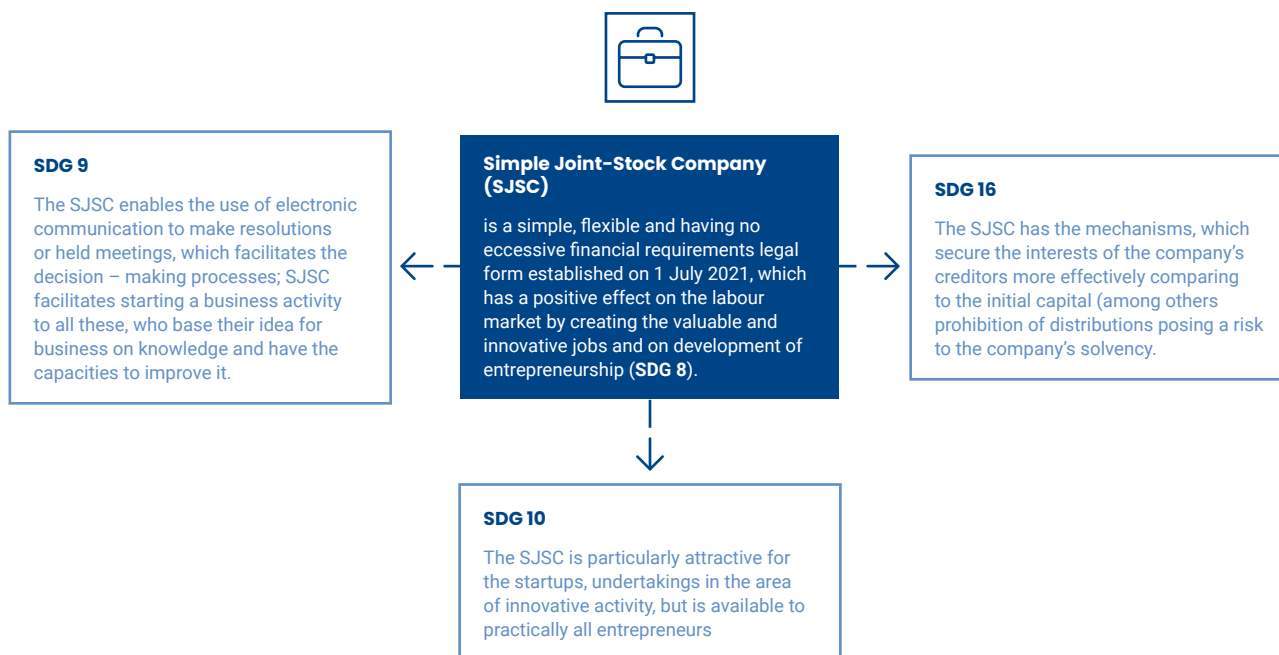 SDG 9
The SJSC enables the use of electronic
communication to make resolutions
or held meetings, which facilitates the
decision – making processes; SJSC
facilitates starting a business activity
to all these, who base their idea for
business on knowledge and have the
capacities to improve it.
Simple Joint-Stock Company
(SJSC)
is a simple, flexible and having no
eccessive financial requirements legal
form established on 1 July 2021, which
has a positive effect on the labour
market by creating the valuable and
innovative jobs and on development of
entrepreneurship (SDG 8).
SDG 16
The SJSC has the mechanisms, which
secure the interests of the company’s
creditors more effectively comparing
to the initial capital (among others
prohibition of distributions posing a risk
to the company’s solvency.
SDG 10
The SJSC is particularly attractive for
the startups, undertakings in the area
of innovative activity, but is available to
practically all entrepreneurs